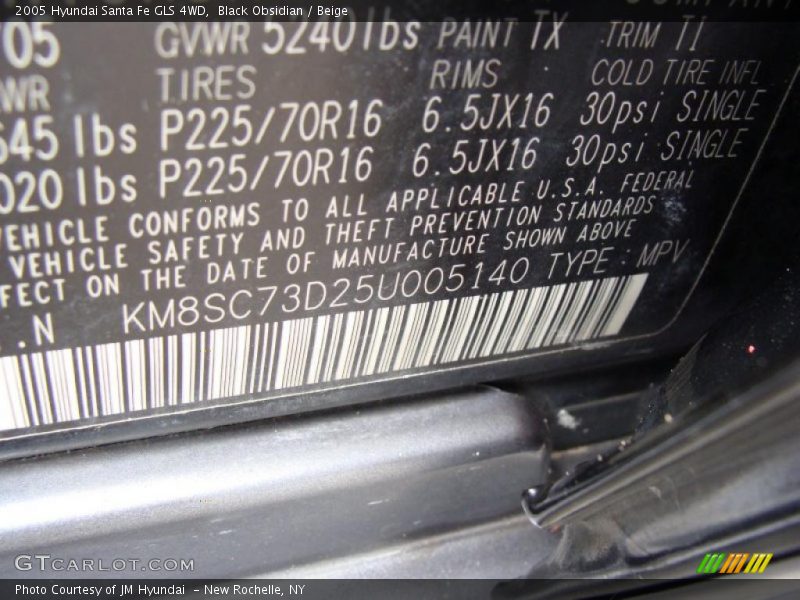 2005 Hyundai Santa Fe GLS 4WD, Black Obsidian / Beige
05 GVWR 5240lbs PAINT TX TRIM TI
WR TIRES RIMS COLD TIRE INFL
645 lbs P225/70R16 6.5JX16 30psi SINGLE
020 lbs P225/70R16 6.5JX16 30psi SINGLE
VEHICLE CONFORMS TO ALL APPLICABLE U.S.A. FEDERAL
VEHICLE SAFETY AND THEFT PREVENTION STANDARDS
FECT ON THE DATE OF MANUFACTURE SHOWN ABOVE
.N KM8SC73D25U005140 TYPE : MPV
GTCARLOT.COM
Photo Courtesy of JM Hyundai - New Rochelle, NY